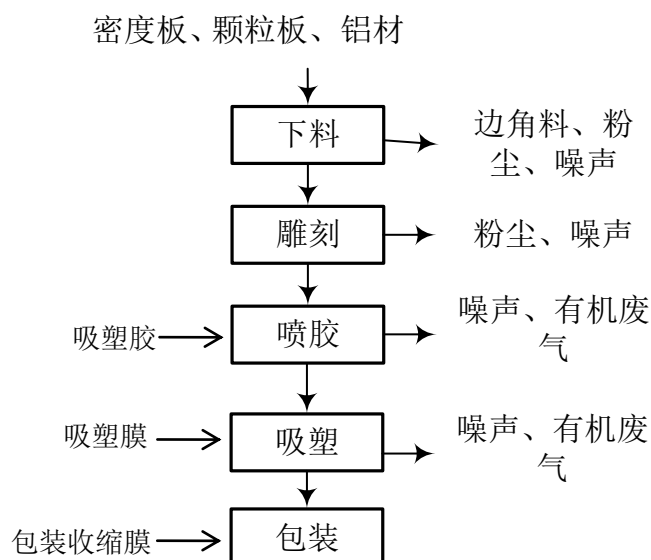 密度板、颗粒板、铝材
下料
边角料、粉
尘、噪声
雕刻
粉尘、噪声
吸塑胶
喷胶
噪声、有机废
气
吸塑膜
吸塑
噪声、有机废
气
包装收缩膜
包装